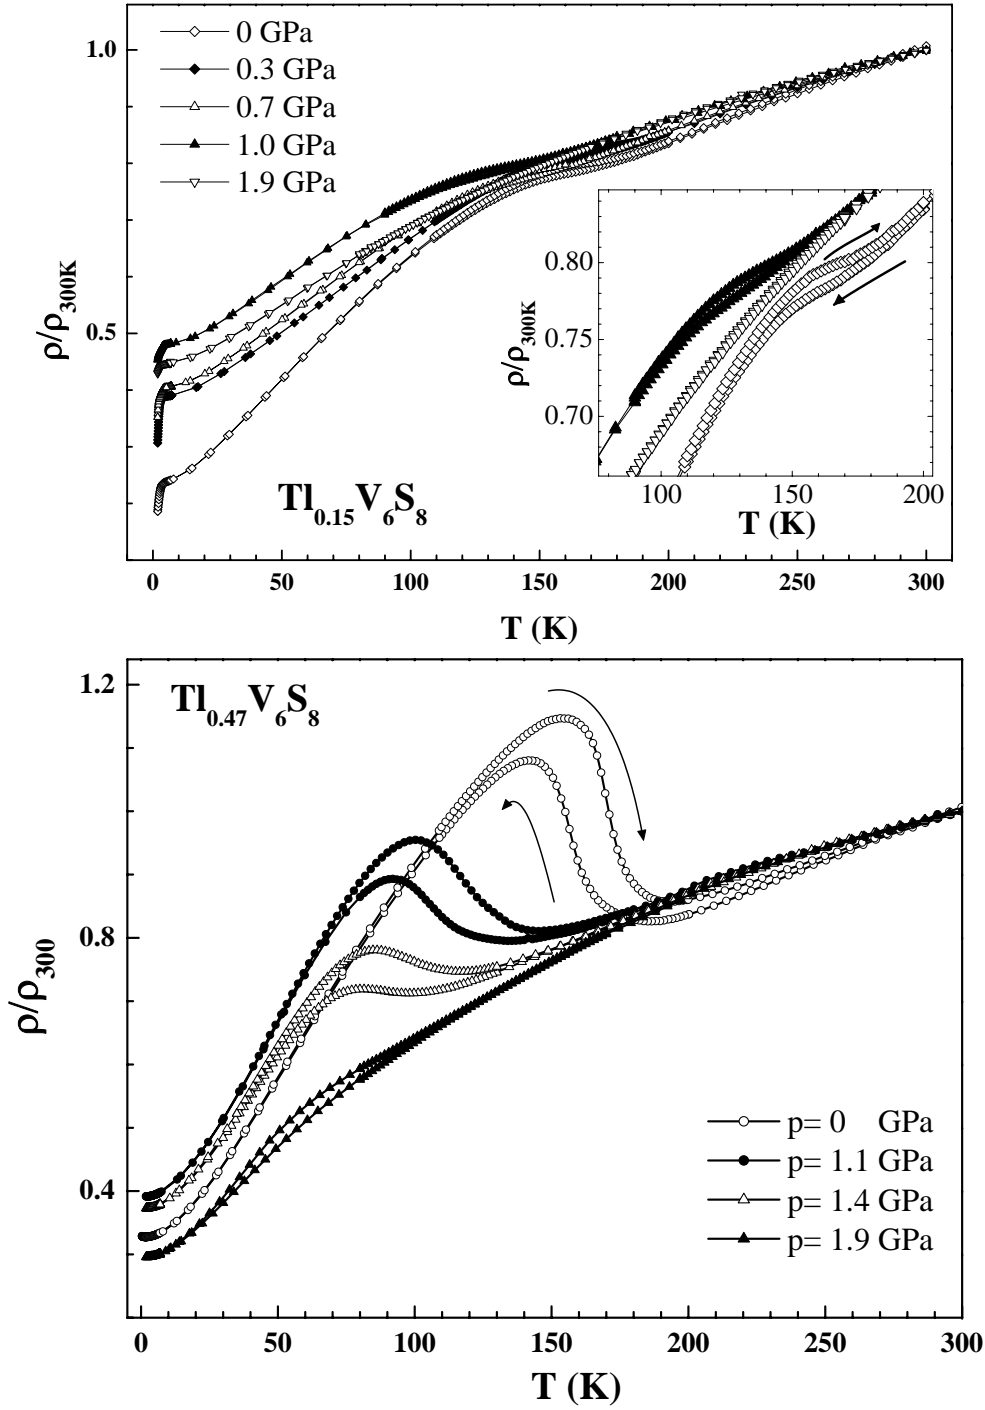 0 GPa
0.3 GPa
0.7 GPa
1.0 GPa
1.9 GPa
1.0
0.5
ρ/ρ300K
0.80
0.75
0.70
ρ/ρ300K
100 150 200
T (K)
Tl0.15V6S8
0 50 100 150 200 250 300
T (K)
1.2
0.8
0.4
ρ/ρ300
Tl0.47V6S8
p= 0 GPa
p= 1.1 GPa
p= 1.4 GPa
p= 1.9 GPa
0 50 100 150 200 250 300
T (K)